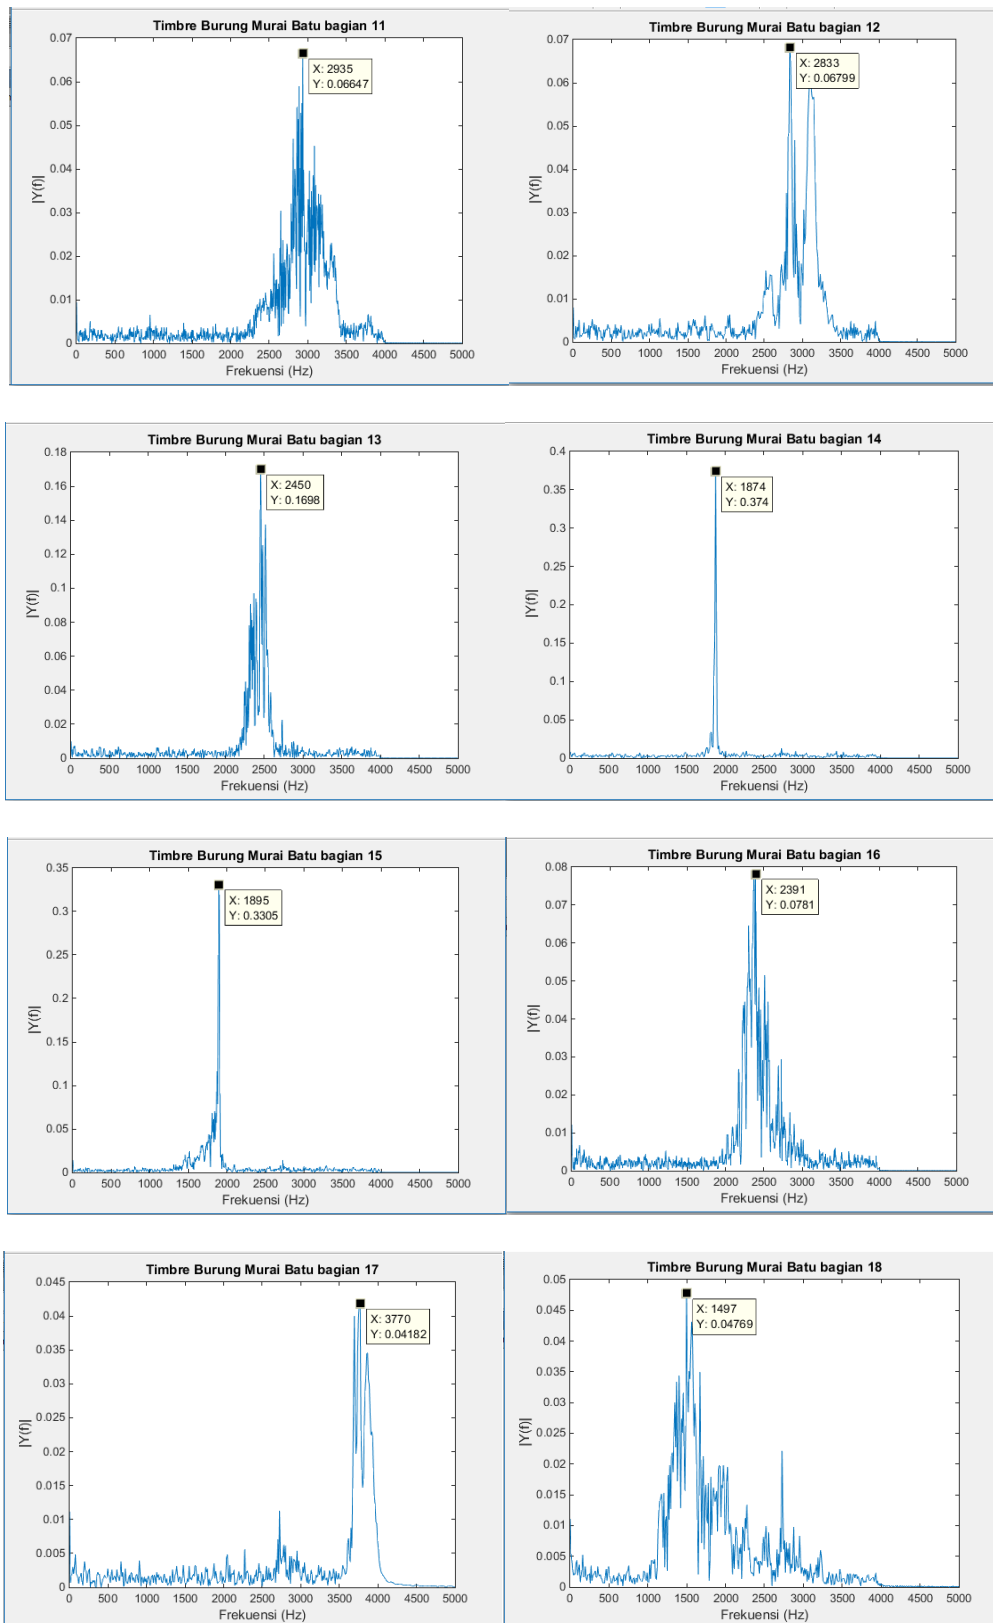 Timbre Burung Murai Batu bagian 11
0.07
0.06
0.05
0.04
0.03
0.02
0.01
0
|Y(f)|
X: 2935
Y: 0.06647
0 500 1000 1500 2000 2500 3000 3500 4000 4500 5000
Frekuensi (Hz)
Timbre Burung Murai Batu bagian 12
0.07
0.06
0.05
0.04
0.03
0.02
0.01
0
|Y(f)|
X: 2833
Y: 0.06799
0 500 1000 1500 2000 2500 3000 3500 4000 4500 5000
Frekuensi (Hz)
Timbre Burung Murai Batu bagian 13
0.18
0.16
0.14
0.12
0.1
0.08
0.06
0.04
0.02
0
|Y(f)|
X: 2450
Y: 0.1698
0 500 1000 1500 2000 2500 3000 3500 4000 4500 5000
Frekuensi (Hz)
Timbre Burung Murai Batu bagian 14
0.4
0.35
0.3
0.25
0.2
0.15
0.1
0.05
0
|Y(f)|
X: 1874
Y: 0.374
0 500 1000 1500 2000 2500 3000 3500 4000 4500 5000
Frekuensi (Hz)
Timbre Burung Murai Batu bagian 15
0.35
0.3
0.25
0.2
0.15
0.1
0.05
0
|Y(f)|
X: 1895
Y: 0.3305
0 500 1000 1500 2000 2500 3000 3500 4000 4500 5000
Frekuensi (Hz)
Timbre Burung Murai Batu bagian 16
0.08
0.07
0.06
0.05
0.04
0.03
0.02
0.01
0
|Y(f)|
X: 2391
Y: 0.0781
0 500 1000 1500 2000 2500 3000 3500 4000 4500 5000
Frekuensi (Hz)
Timbre Burung Murai Batu bagian 17
0.045
0.04
0.035
0.03
0.025
0.02
0.015
0.01
0.005
0
|Y(f)|
X: 3770
Y: 0.04182
0 500 1000 1500 2000 2500 3000 3500 4000 4500 5000
Frekuensi (Hz)
Timbre Burung Murai Batu bagian 18
0.05
0.045
0.04
0.035
0.03
0.025
0.02
0.015
0.01
0.005
0
|Y(f)|
X: 1497
Y: 0.04769
0 500 1000 1500 2000 2500 3000 3500 4000 4500 5000
Frekuensi (Hz)